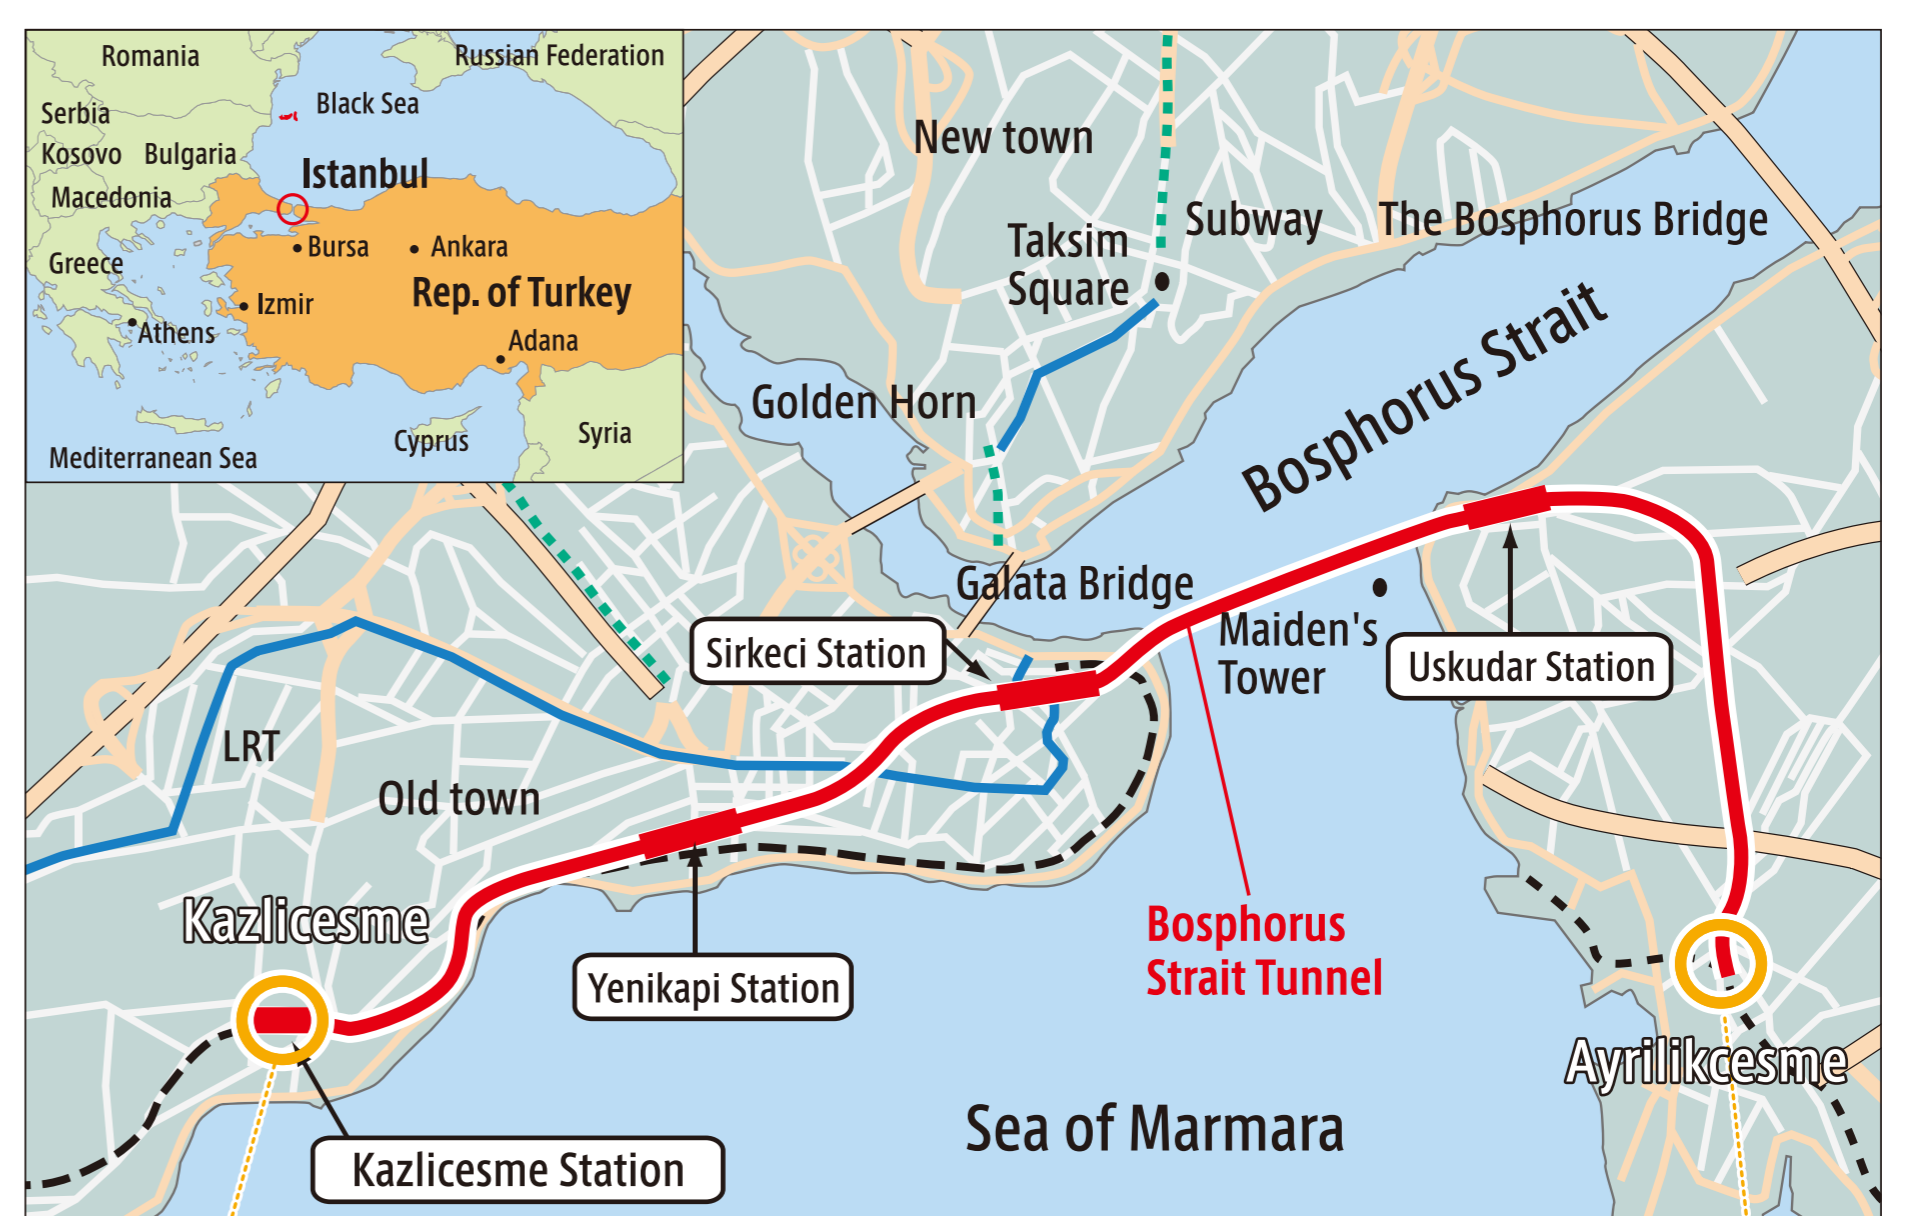 Romania
Russian Federation
Serbia
Black Sea
Kosovo
Bulgaria
Istanbul
Macedonia
Bursa
Ankara
Greece
Rep. of Turkey
Izmir
Athens
Adana
Cyprus
Syria
Mediterranean Sea
New town
Taksim
Square
Subway
The Bosphorus Bridge
Golden Horn
Bosphorus Strait
Galata Bridge
Sirkeci Station
Maiden's
Tower
Uskudar Station
LRT
Old town
Kazlicesme
Yenikapi Station
Bosphorus
Strait Tunnel
Ayrilikcesme
Sea of Marmara
Kazlicesme Station